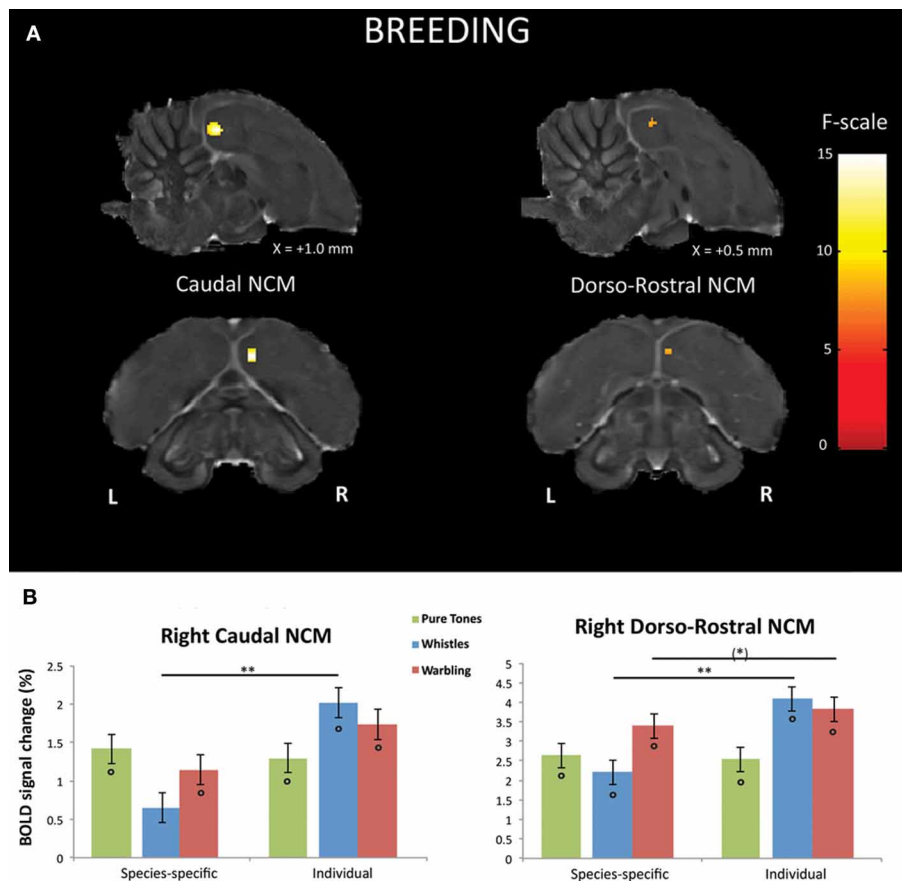 A
BREEDING
F-scale
15
10
5
0
X = +1.0 mm
X = +0.5 mm
Caudal NCM
Dorso-Rostral NCM
L
R
L
R
B
Right Caudal NCM
Pure Tones
Whistles
Warbling
Right Dorso-Rostral NCM
BOLD signal change (%)
2.5
2
1.5
1
0.5
0
**
Species-specific
Individual
5
4.5
4
3.5
3
2.5
2
1.5
1
0.5
0
(*)
**
Species-specific
Individual